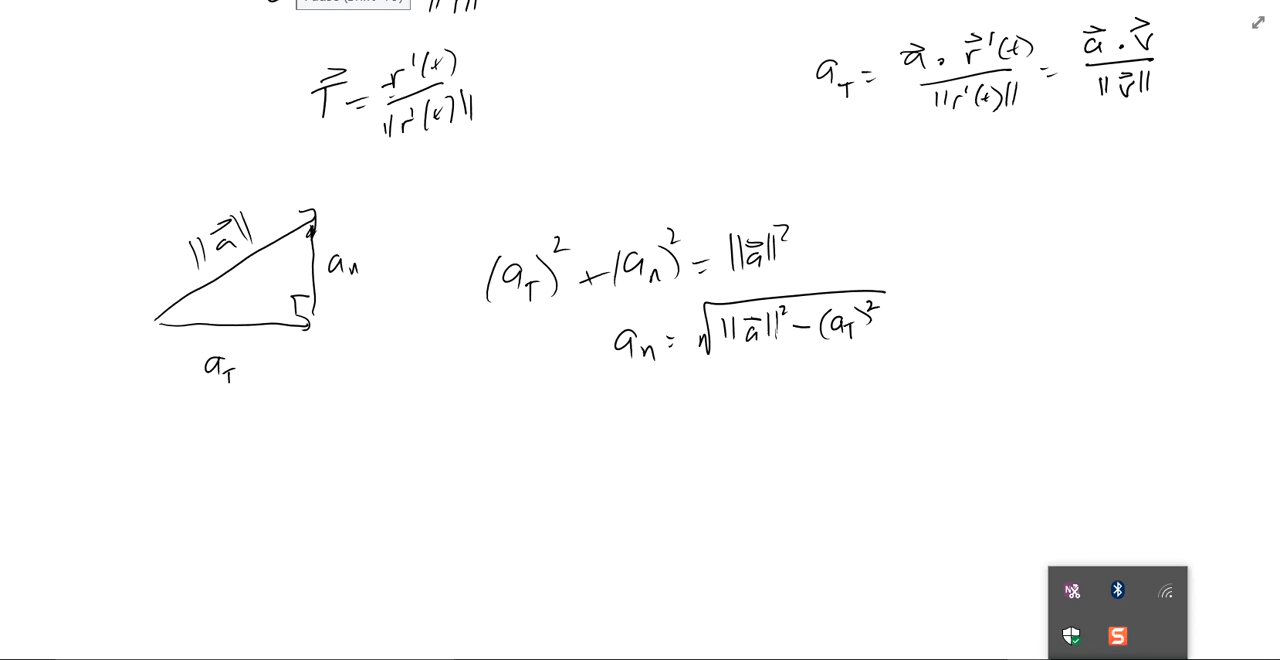 T⃗ = r'(t) / ||r'(t)||
a_T = a⃗ · r⃗'(t) / ||r'(t)|| = a⃗ · v⃗ / ||v⃗||
||a⃗||
a_n
a_T
(a_T)² + (a_n)² = ||a⃗||²
a_n = √(||a⃗||² − (a_T)²)
N
S